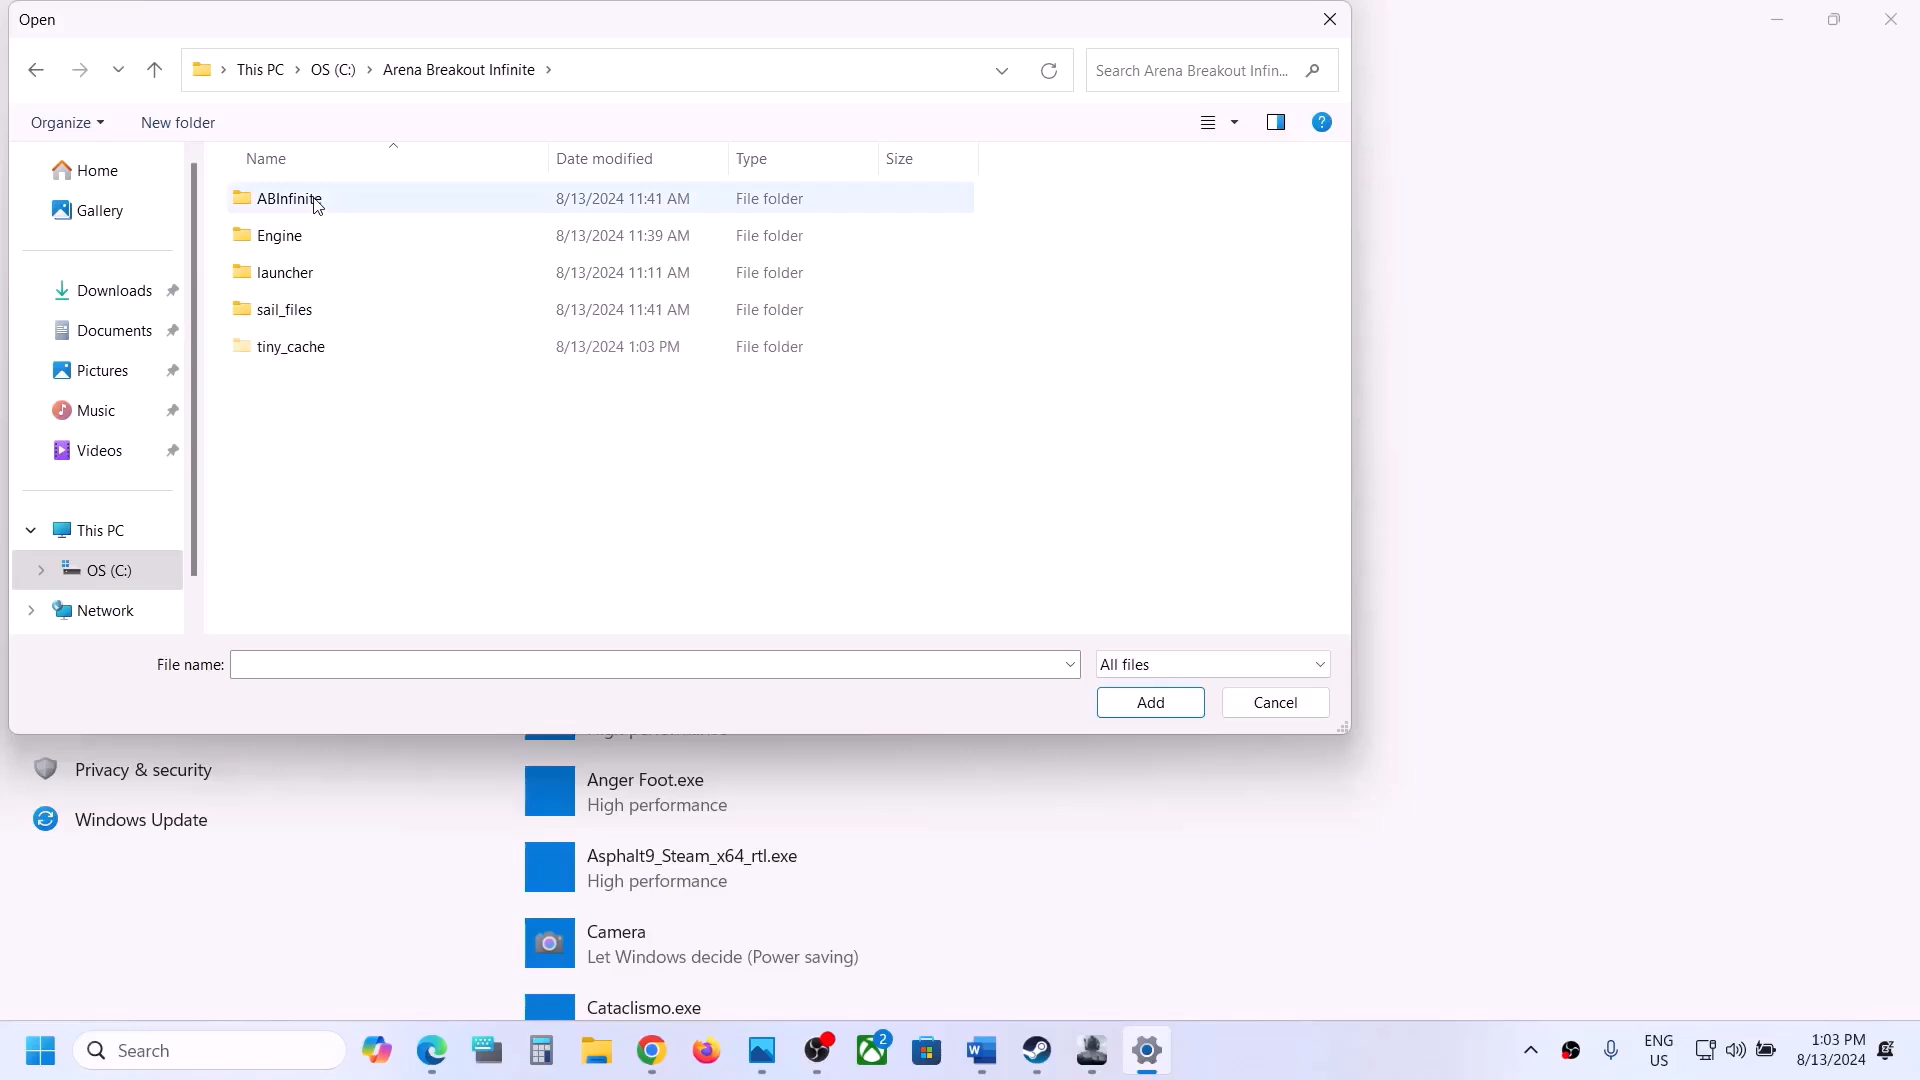 Open
This PC > OS (C:) > Arena Breakout Infinite >
Search Arena Breakout Infin...
Organize
New folder
Name
Date modified
Type
Size
Home
Gallery
Downloads
Documents
Pictures
Music
Videos
This PC
OS (C:)
Network
ABInfinite 8/13/2024 11:41 AM File folder
Engine 8/13/2024 11:39 AM File folder
launcher 8/13/2024 11:11 AM File folder
sail_files 8/13/2024 11:41 AM File folder
tiny_cache 8/13/2024 1:03 PM File folder
File name:
All files
Add
Cancel
Privacy & security
Windows Update
Anger Foot.exe
High performance
Asphalt9_Steam_x64_rtl.exe
High performance
Camera
Let Windows decide (Power saving)
Cataclismo.exe
Search
2
ENG
US
1:03 PM
8/13/2024